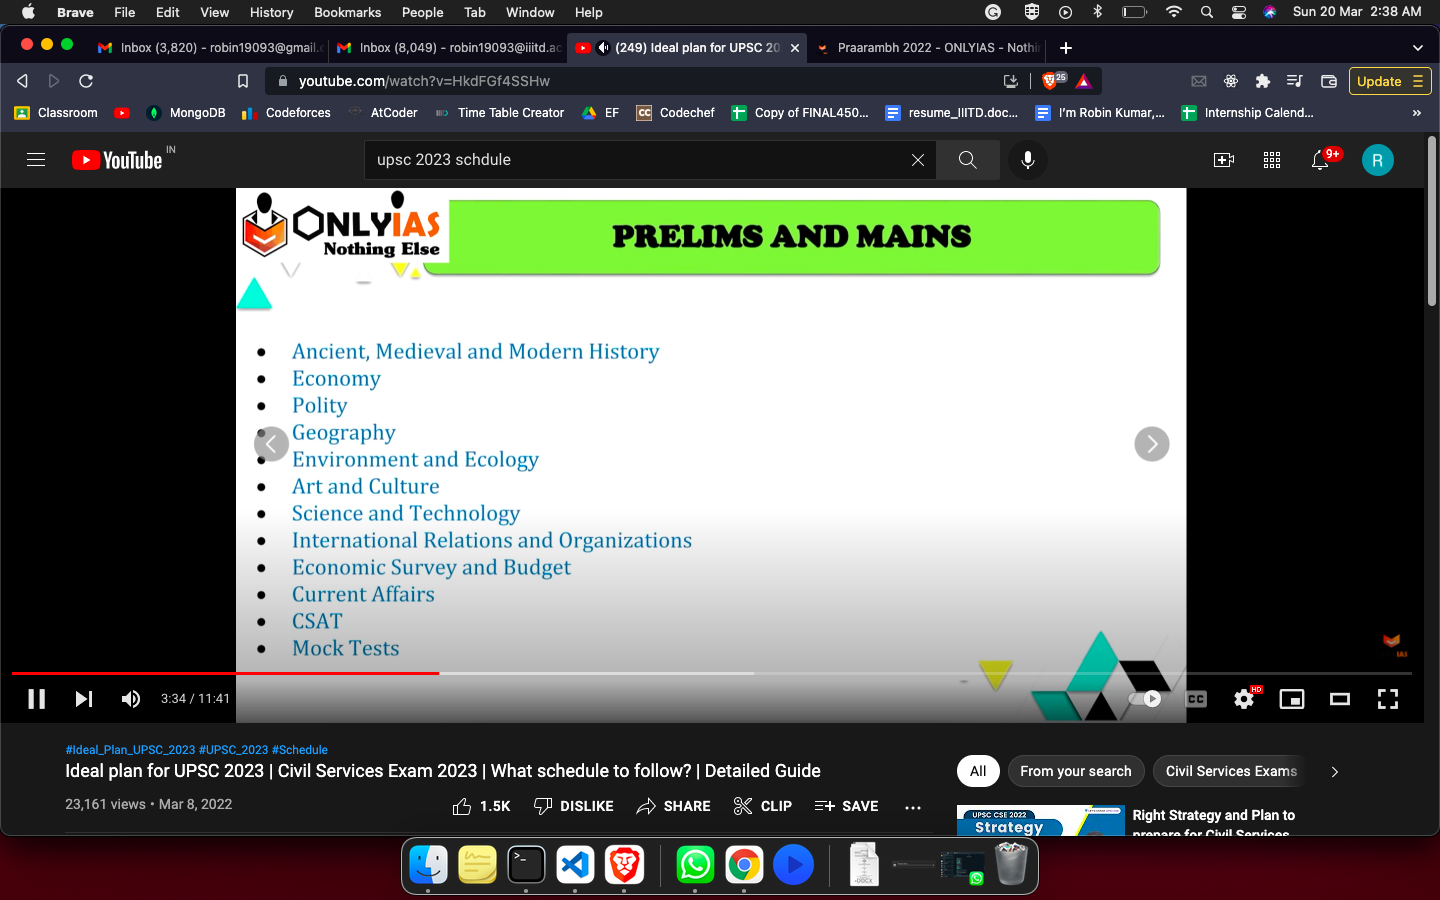 Brave File Edit View History Bookmarks People Tab Window Help Sun 20 Mar 2:38 AM
Inbox (3,820) - robin19093@gmail.c Inbox (8,049) - robin19093@iiitd.ac (249) Ideal plan for UPSC 20 Praarambh 2022 - ONLYIAS - Nothi
youtube.com/watch?v=HkdFGf4SSHw 25 Update
Classroom MongoDB Codeforces AtCoder Time Table Creator EF CC Codechef Copy of FINAL450... resume_IIITD.doc... I'm Robin Kumar,... Internship Calend... »
YouTube IN upsc 2023 schdule 9+ R
ONLYIAS
Nothing Else
PRELIMS AND MAINS
• Ancient, Medieval and Modern History
• Economy
• Polity
• Geography
• Environment and Ecology
• Art and Culture
• Science and Technology
• International Relations and Organizations
• Economic Survey and Budget
• Current Affairs
• CSAT
• Mock Tests
IAS
3:34 / 11:41 CC HD
#Ideal_Plan_UPSC_2023 #UPSC_2023 #Schedule
Ideal plan for UPSC 2023 | Civil Services Exam 2023 | What schedule to follow? | Detailed Guide
23,161 views • Mar 8, 2022 1.5K DISLIKE SHARE CLIP SAVE ...
All From your search Civil Services Exams
UPSC CSE 2022
Strategy
Right Strategy and Plan to
prepare for Civil Services
.DOCX